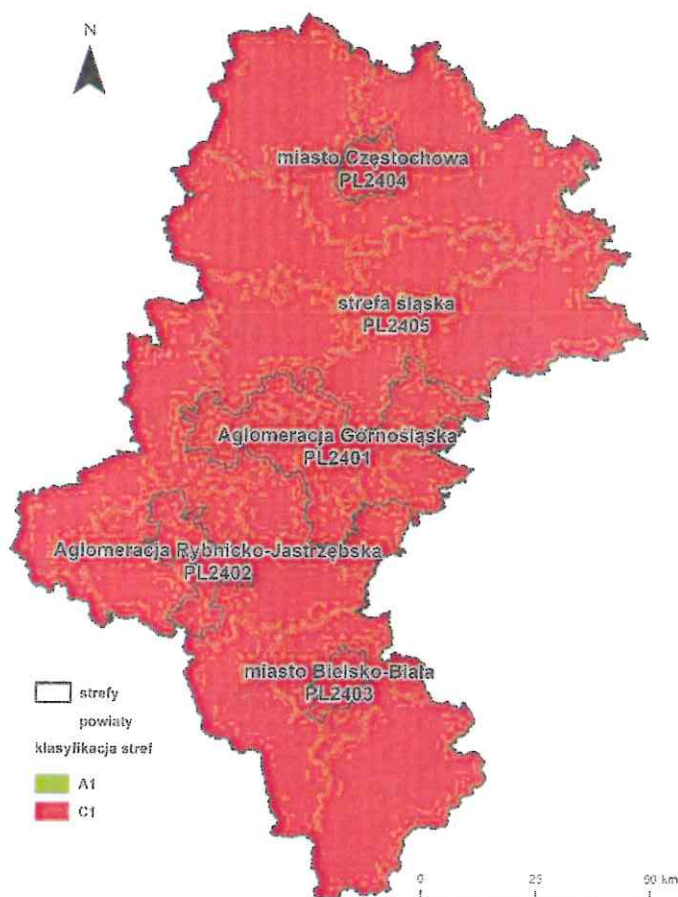 N
miasto Częstochowa
PL2404
strefa śląska
PL2405
Aglomeracja Górnośląska
PL2401
Aglomeracja Rybnicko-Jastrzębska
PL2402
miasto Bielsko-Biała
PL2403
strefy
powiaty
klasyfikacja stref
A1
C1
0 25 50 km